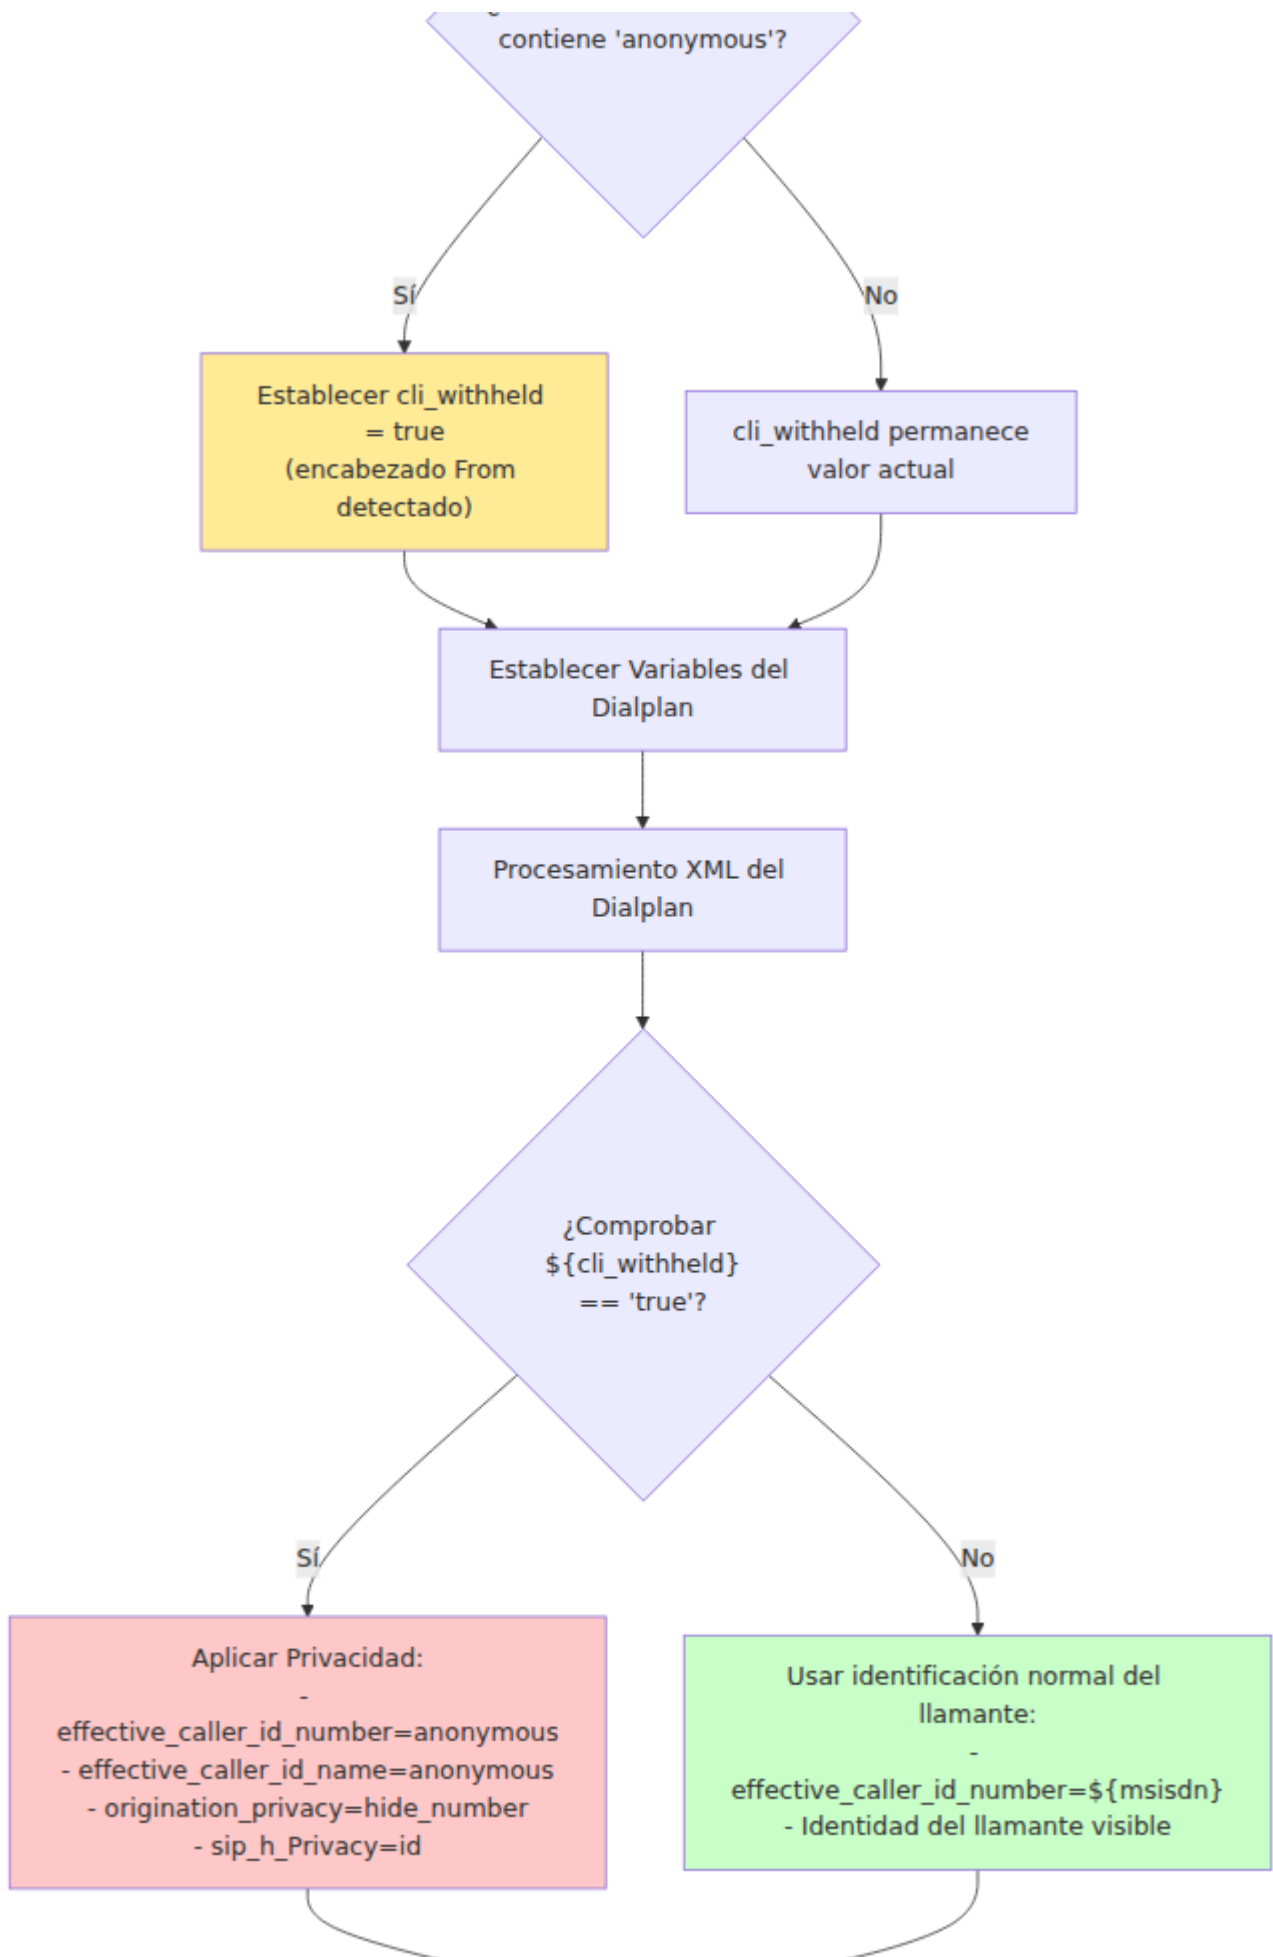 contiene 'anonymous'?
Sí
No
Establecer cli_withheld
= true
(encabezado From
detectado)
cli_withheld permanece
valor actual
Establecer Variables del
Dialplan
Procesamiento XML del
Dialplan
¿Comprobar
${cli_withheld}
== 'true'?
Sí
No
Aplicar Privacidad:
-
effective_caller_id_number=anonymous
- effective_caller_id_name=anonymous
- origination_privacy=hide_number
- sip_h_Privacy=id
Usar identificación normal del
llamante:
-
effective_caller_id_number=${msisdn}
- Identidad del llamante visible